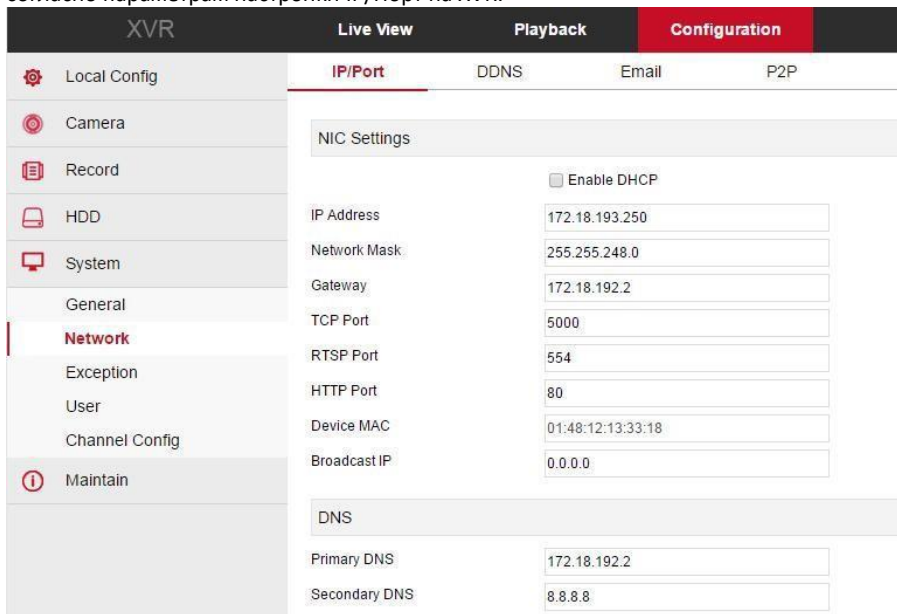 XVR Live View Playback Configuration
Local Config IP/Port DDNS Email P2P
Camera
NIC Settings
Record
Enable DHCP
HDD IP Address 172.18.193.250
Network Mask 255.255.248.0
System
Gateway 172.18.192.2
General
TCP Port 5000
Network
RTSP Port 554
Exception
HTTP Port 80
User
Device MAC 01:48:12:13:33:18
Channel Config
Broadcast IP 0.0.0.0
Maintain
DNS
Primary DNS 172.18.192.2
Secondary DNS 8.8.8.8